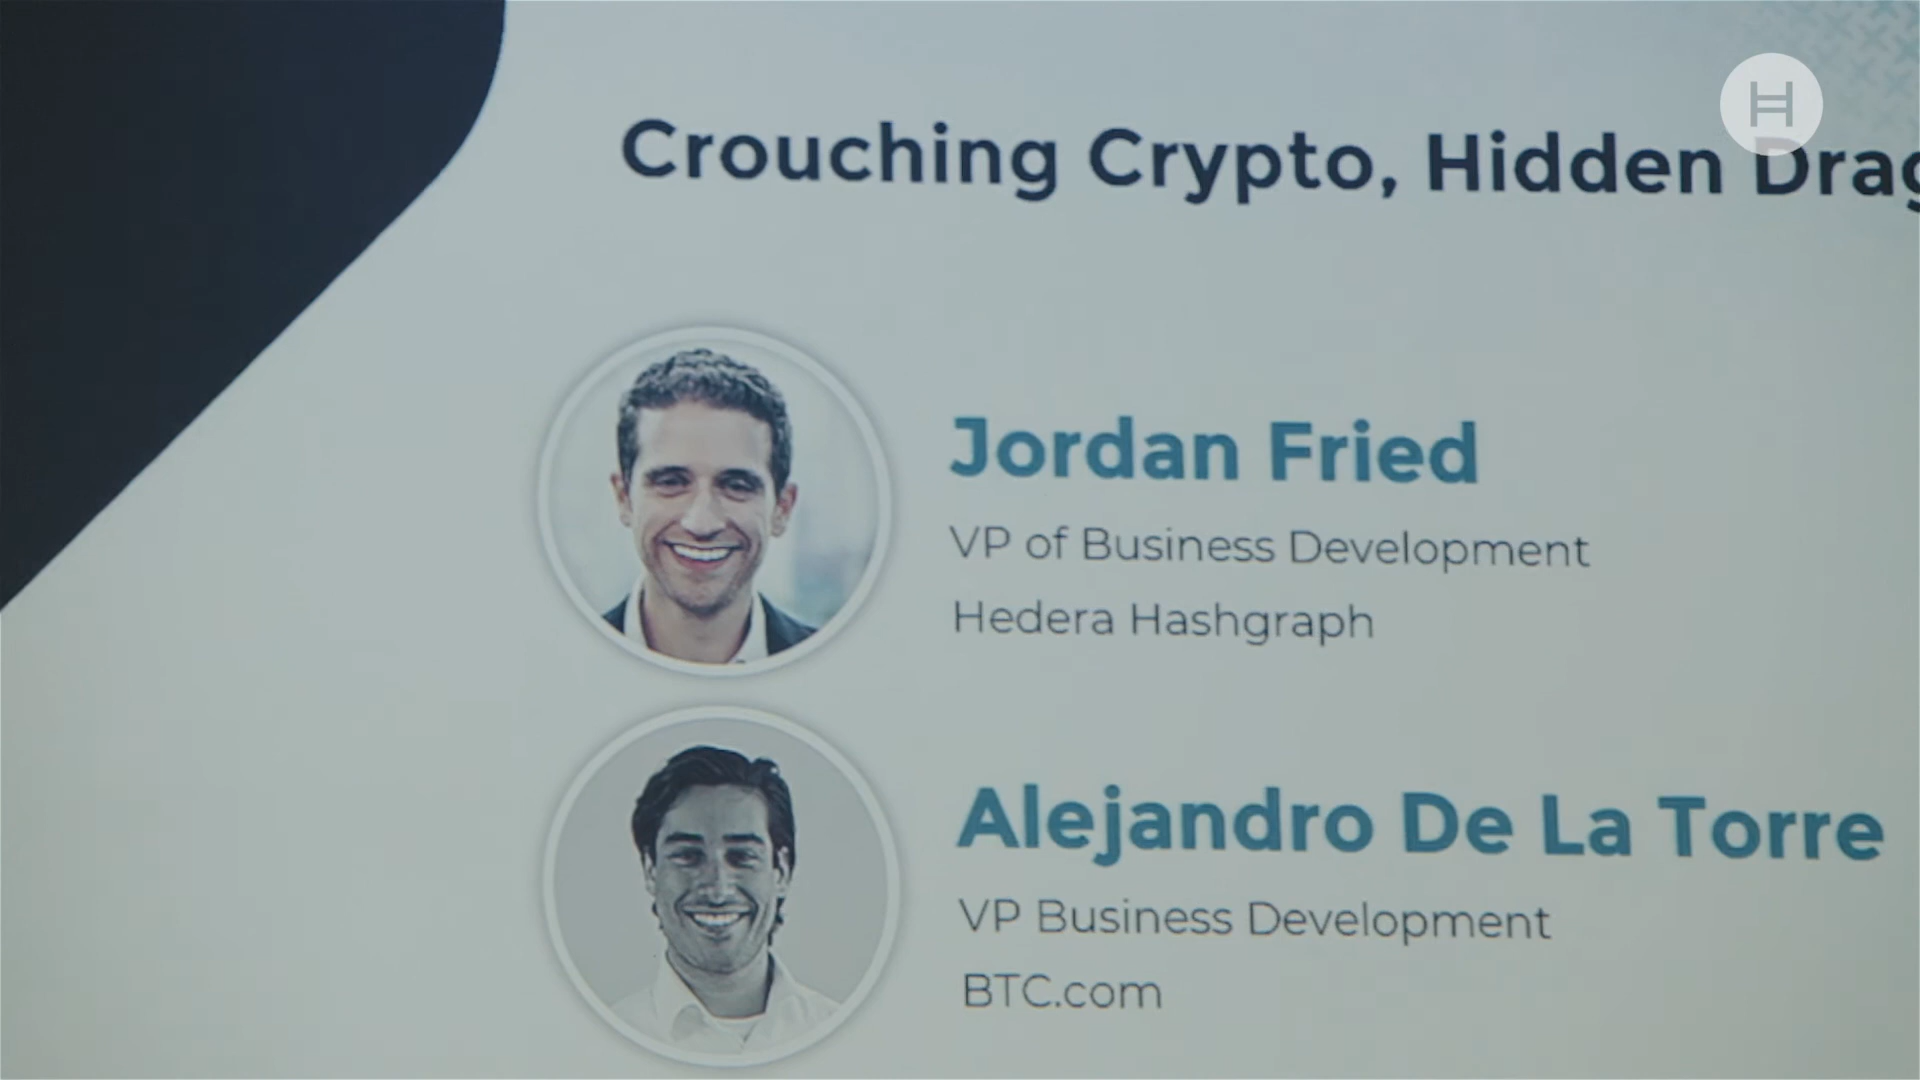 Crouching Crypto, Hidden Drag
Jordan Fried
VP of Business Development
Hedera Hashgraph
Alejandro De La Torre
VP Business Development
BTC.com